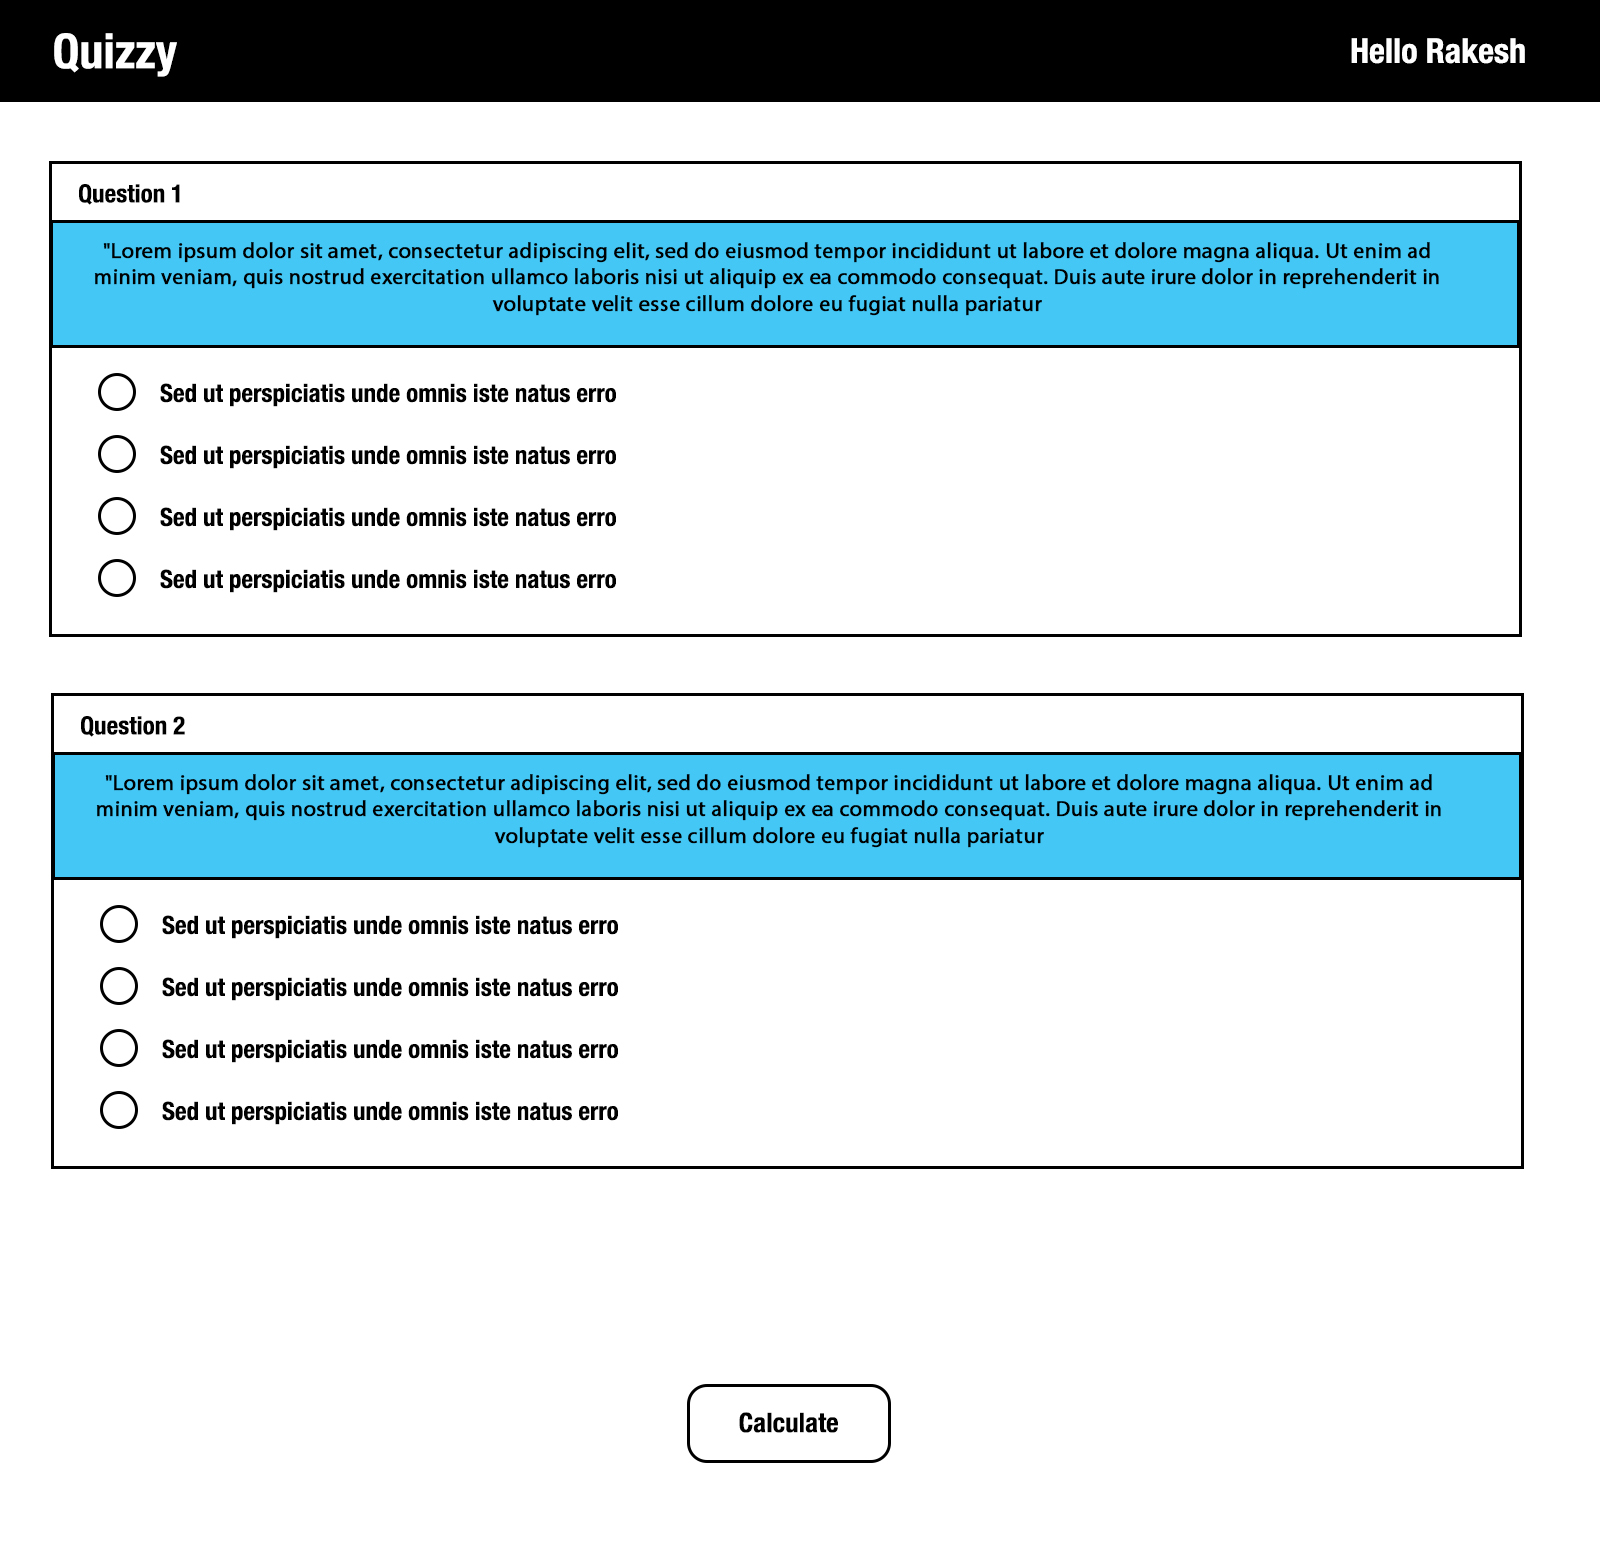 Quizzy
Hello Rakesh
Question 1
"Lorem ipsum dolor sit amet, consectetur adipiscing elit, sed do eiusmod tempor incididunt ut labore et dolore magna aliqua. Ut enim ad
minim veniam, quis nostrud exercitation ullamco laboris nisi ut aliquip ex ea commodo consequat. Duis aute irure dolor in reprehenderit in
voluptate velit esse cillum dolore eu fugiat nulla pariatur
Sed ut perspiciatis unde omnis iste natus erro
Sed ut perspiciatis unde omnis iste natus erro
Sed ut perspiciatis unde omnis iste natus erro
Sed ut perspiciatis unde omnis iste natus erro
Question 2
"Lorem ipsum dolor sit amet, consectetur adipiscing elit, sed do eiusmod tempor incididunt ut labore et dolore magna aliqua. Ut enim ad
minim veniam, quis nostrud exercitation ullamco laboris nisi ut aliquip ex ea commodo consequat. Duis aute irure dolor in reprehenderit in
voluptate velit esse cillum dolore eu fugiat nulla pariatur
Sed ut perspiciatis unde omnis iste natus erro
Sed ut perspiciatis unde omnis iste natus erro
Sed ut perspiciatis unde omnis iste natus erro
Sed ut perspiciatis unde omnis iste natus erro
Calculate